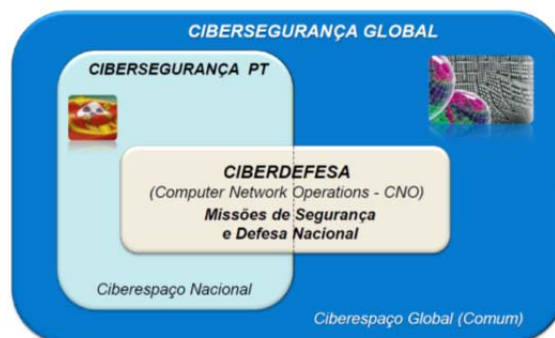 CIBERSEGURANÇA GLOBAL
CIBERSEGURANÇA PT
CIBERDEFESA
(Computer Network Operations - CNO)
Missões de Segurança
e Defesa Nacional
Ciberespaço Nacional
Ciberespaço Global (Comum)